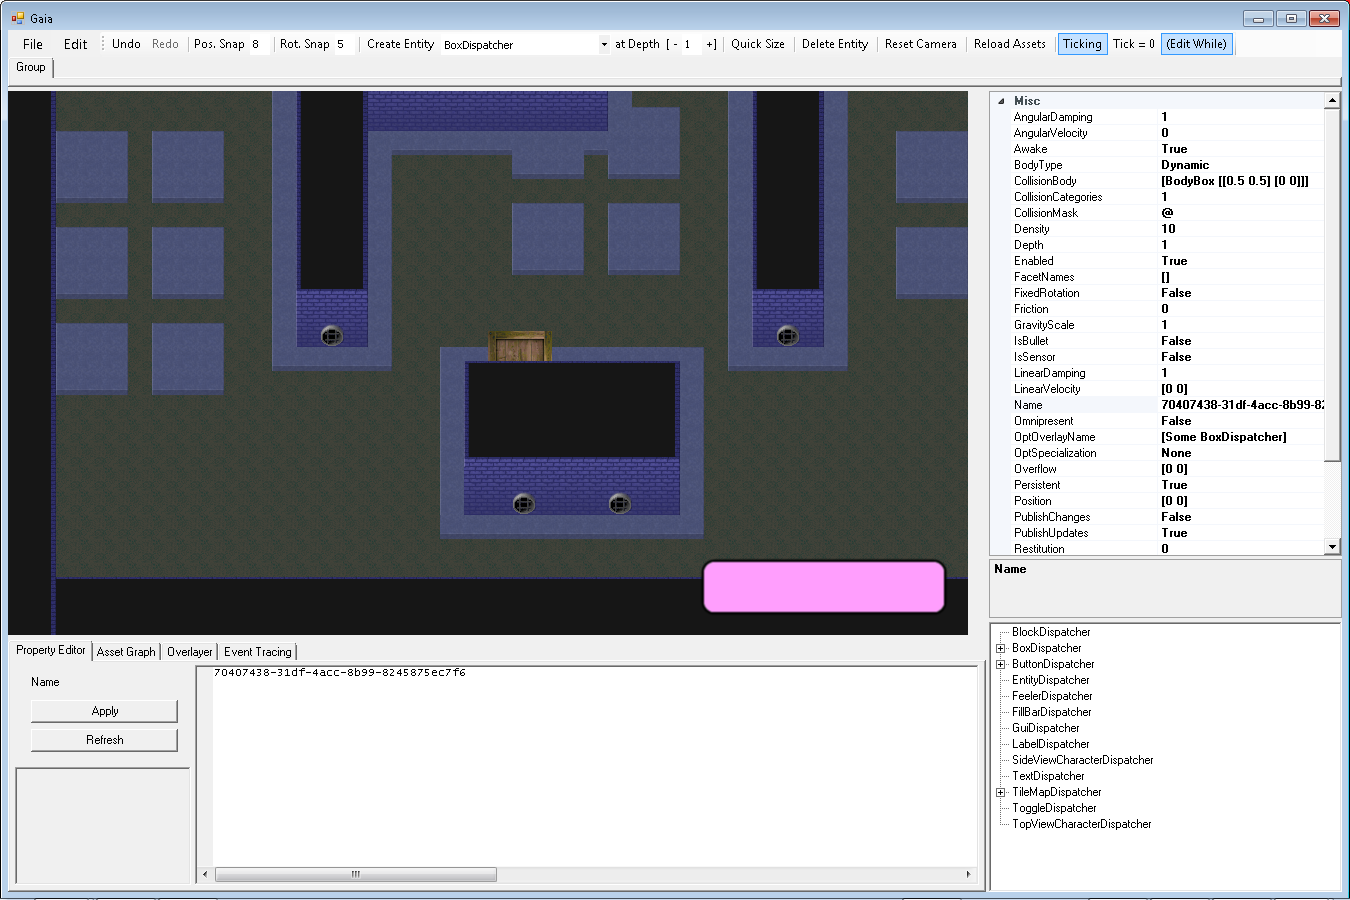 Gaia
File Edit Undo Redo Pos. Snap 8 Rot. Snap 5 Create Entity BoxDispatcher at Depth [ - 1 +] Quick Size Delete Entity Reset Camera Reload Assets Ticking Tick = 0 (Edit While)
Group
Misc
AngularDamping 1
AngularVelocity 0
Awake True
BodyType Dynamic
CollisionBody [BodyBox [[0.5 0.5] [0 0]]]
CollisionCategories 1
CollisionMask @
Density 10
Depth 1
Enabled True
FacetNames []
FixedRotation False
Friction 0
GravityScale 1
IsBullet False
IsSensor False
LinearDamping 1
LinearVelocity [0 0]
Name 70407438-31df-4acc-8b99-82
Omnipresent False
OptOverlayName [Some BoxDispatcher]
OptSpecialization None
Overflow [0 0]
Persistent True
Position [0 0]
PublishChanges False
PublishUpdates True
Restitution 0
Name
BlockDispatcher
BoxDispatcher
ButtonDispatcher
EntityDispatcher
FeelerDispatcher
FillBarDispatcher
GuiDispatcher
LabelDispatcher
SideViewCharacterDispatcher
TextDispatcher
TileMapDispatcher
ToggleDispatcher
TopViewCharacterDispatcher
Property Editor Asset Graph Overlayer Event Tracing
Name
Apply
Refresh
70407438-31df-4acc-8b99-8245875ec7f6